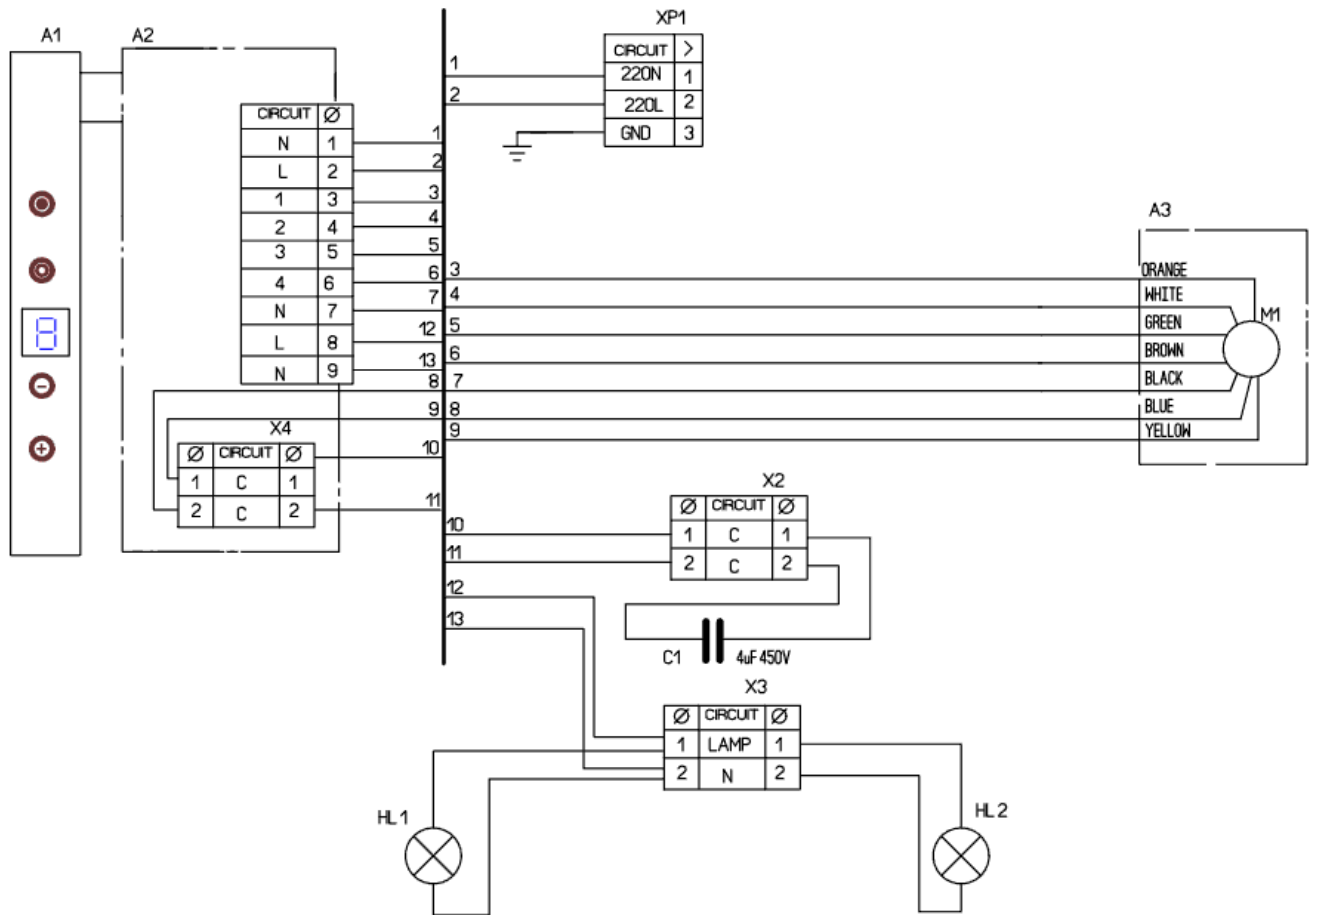 A1
A2
XP1
CIRCUIT >
220N 1
220L 2
GND 3
1
2
CIRCUIT Ø
N 1
L 2
1 3
2 4
3 5
4 6
N 7
L 8
N 9
1
2
3
4
5
6
7
12
13
8
9
10
11
3
4
5
6
7
8
9
10
11
12
13
A3
ORANGE
WHITE
GREEN
BROWN
BLACK
BLUE
YELLOW
M1
8
X4
Ø CIRCUIT Ø
1 C 1
2 C 2
X2
Ø CIRCUIT Ø
1 C 1
2 C 2
C1 4uF 450V
X3
Ø CIRCUIT Ø
1 LAMP 1
2 N 2
HL1
HL2